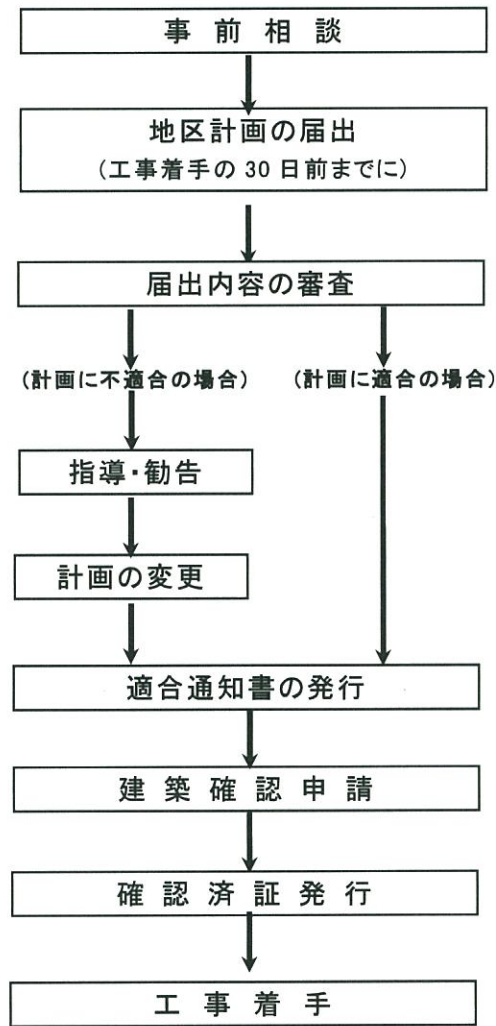 事前相談
地区計画の届出
(工事着手の30日前までに)
届出内容の審査
(計画に不適合の場合)
(計画に適合の場合)
指導・勧告
計画の変更
適合通知書の発行
建築確認申請
確認済証発行
工事着手